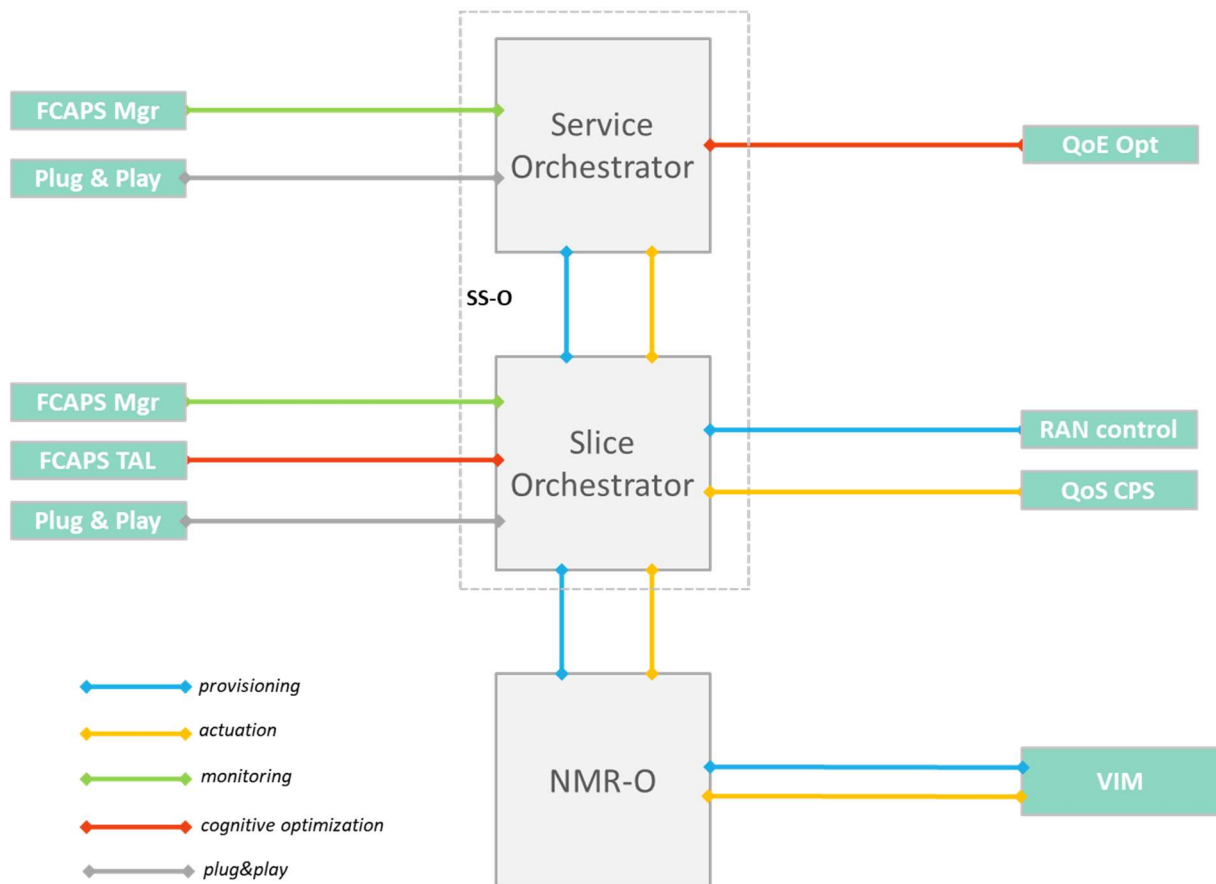 FCAPS Mgr
Plug & Play
Service
Orchestrator
QoE Opt
SS-O
FCAPS Mgr
FCAPS TAL
Plug & Play
Slice
Orchestrator
RAN control
QoS CPS
provisioning
actuation
monitoring
cognitive optimization
plug&play
NMR-O
VIM